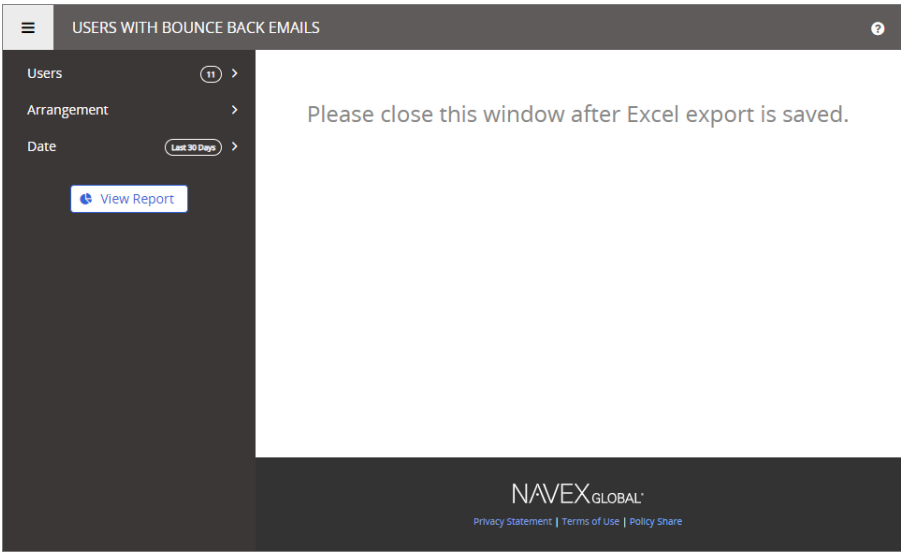 USERS WITH BOUNCE BACK EMAILS
Users 11
Arrangement
Date Last 30 Days
View Report
Please close this window after Excel export is saved.
NAVEX GLOBAL
Privacy Statement | Terms of Use | Policy Share